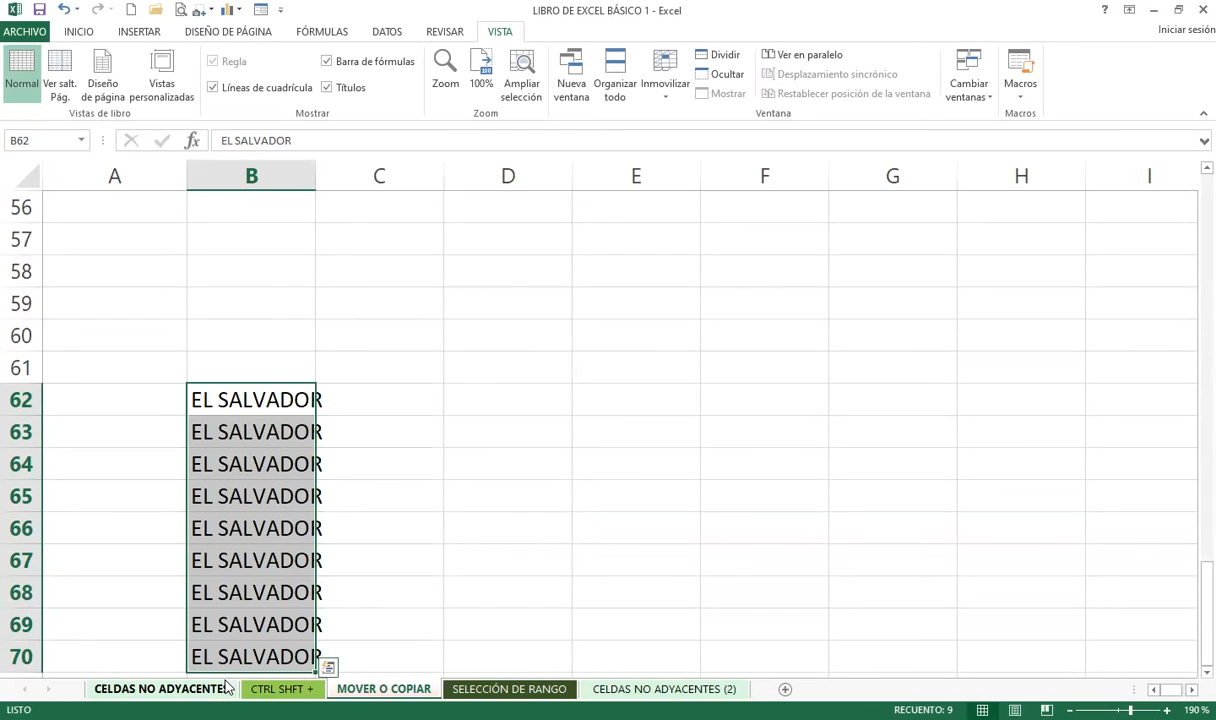 LIBRO DE EXCEL BÁSICO 1 - Excel
?
ARCHIVO INICIO INSERTAR DISEÑO DE PÁGINA FÓRMULAS DATOS REVISAR VISTA Iniciar sesión
Normal
Ver salt. Pág.
Diseño de página
Vistas personalizadas
Vistas de libro
Regla
Barra de fórmulas
Líneas de cuadrícula
Títulos
Mostrar
Zoom
100%
Ampliar selección
Zoom
Nueva ventana
Organizar todo
Inmovilizar
Dividir
Ocultar
Mostrar
Ver en paralelo
Desplazamiento sincrónico
Restablecer posición de la ventana
Cambiar ventanas
Ventana
Macros
Macros
B62 fx EL SALVADOR
A B C D E F G H I
56
57
58
59
60
61
62 EL SALVADOR
63 EL SALVADOR
64 EL SALVADOR
65 EL SALVADOR
66 EL SALVADOR
67 EL SALVADOR
68 EL SALVADOR
69 EL SALVADOR
70 EL SALVADOR
CELDAS NO ADYACENTES CTRL SHFT + MOVER O COPIAR SELECCIÓN DE RANGO CELDAS NO ADYACENTES (2)
LISTO RECUENTO: 9 190 %